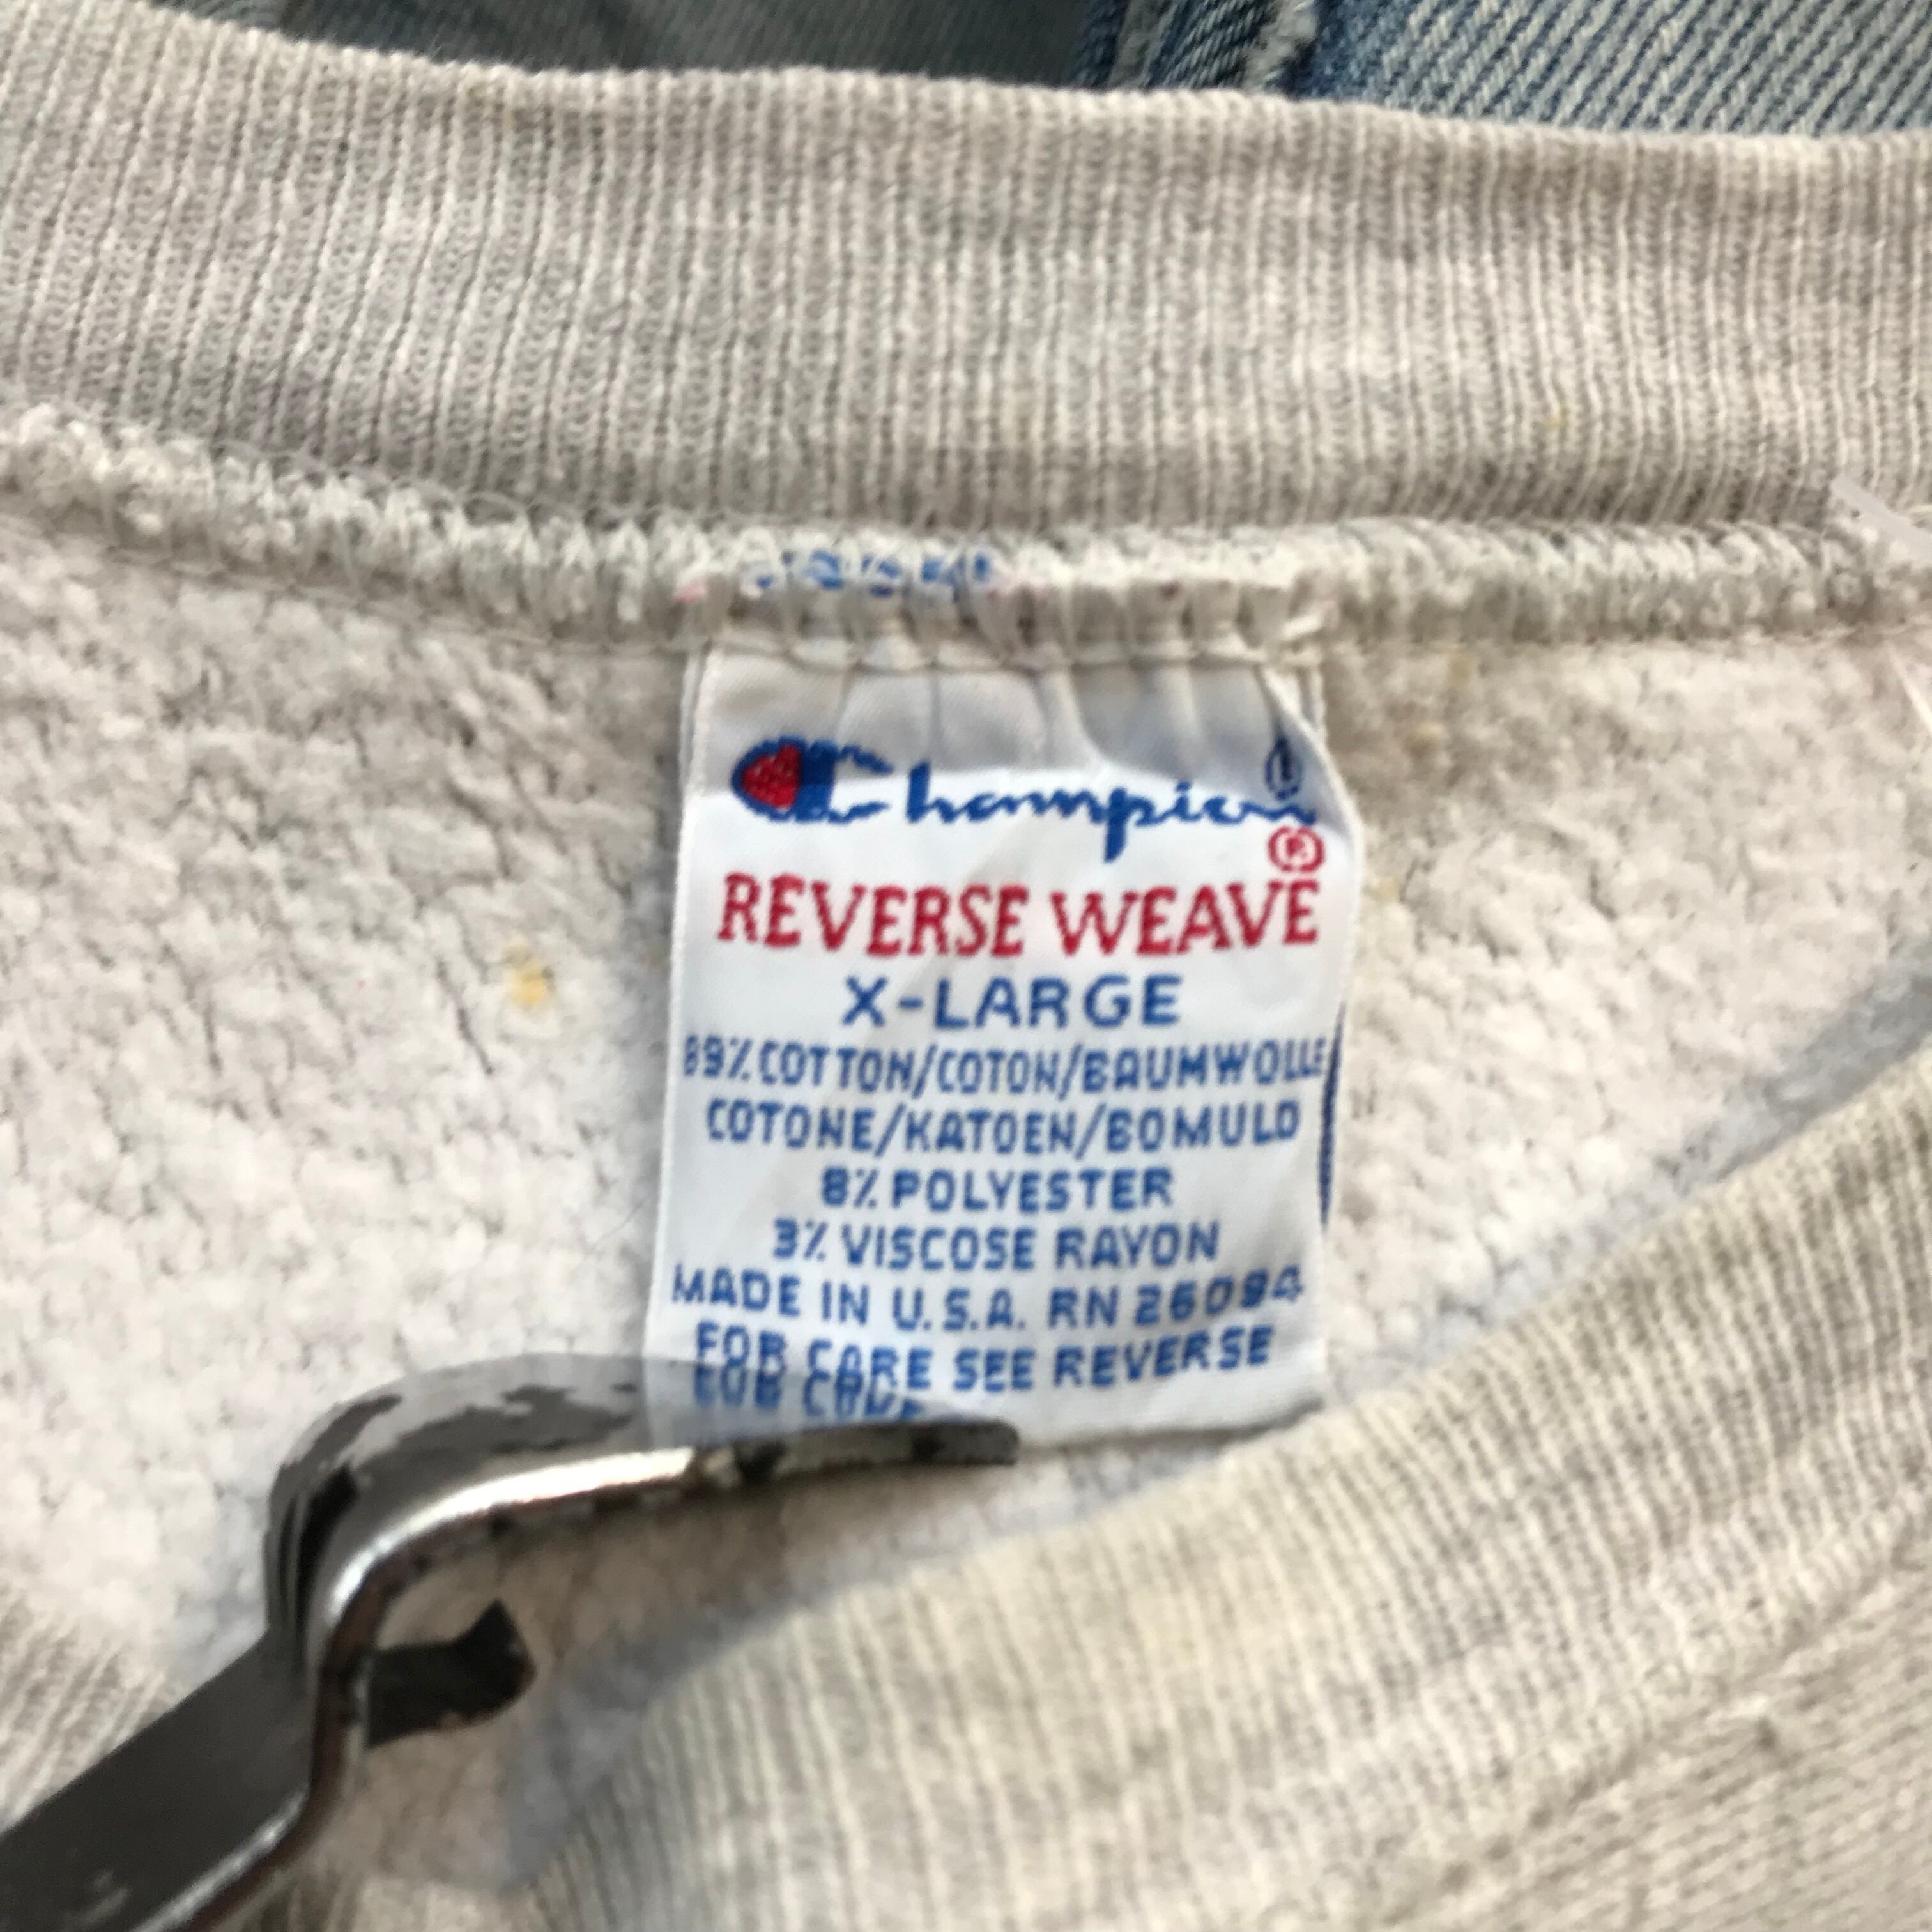 Champion
®
REVERSE WEAVE
X-LARGE
89% COTTON/COTON/BAUMWOLLE
COTONE/KATOEN/BOMULD
8% POLYESTER
3% VISCOSE RAYON
MADE IN U.S.A. RN 26094
FOR CARE SEE REVERSE